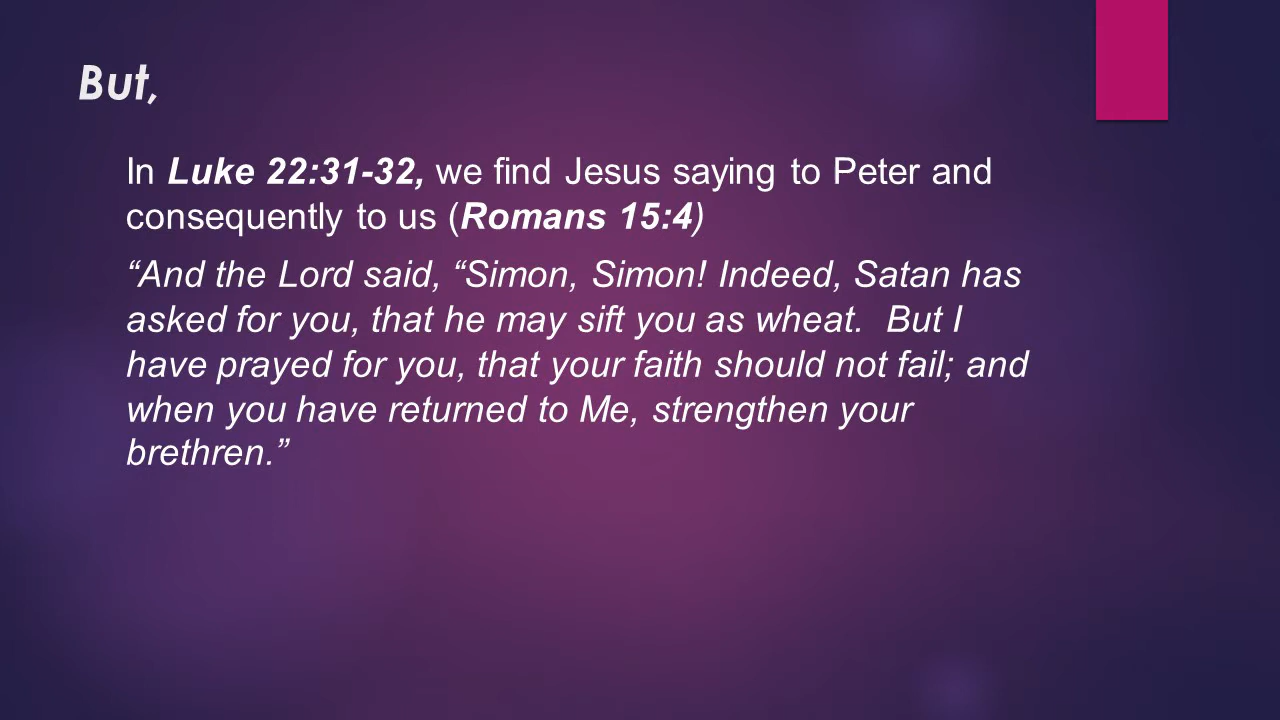 But,
In Luke 22:31-32, we find Jesus saying to Peter and
consequently to us (Romans 15:4)
“And the Lord said, “Simon, Simon! Indeed, Satan has
asked for you, that he may sift you as wheat.  But I
have prayed for you, that your faith should not fail; and
when you have returned to Me, strengthen your
brethren.”